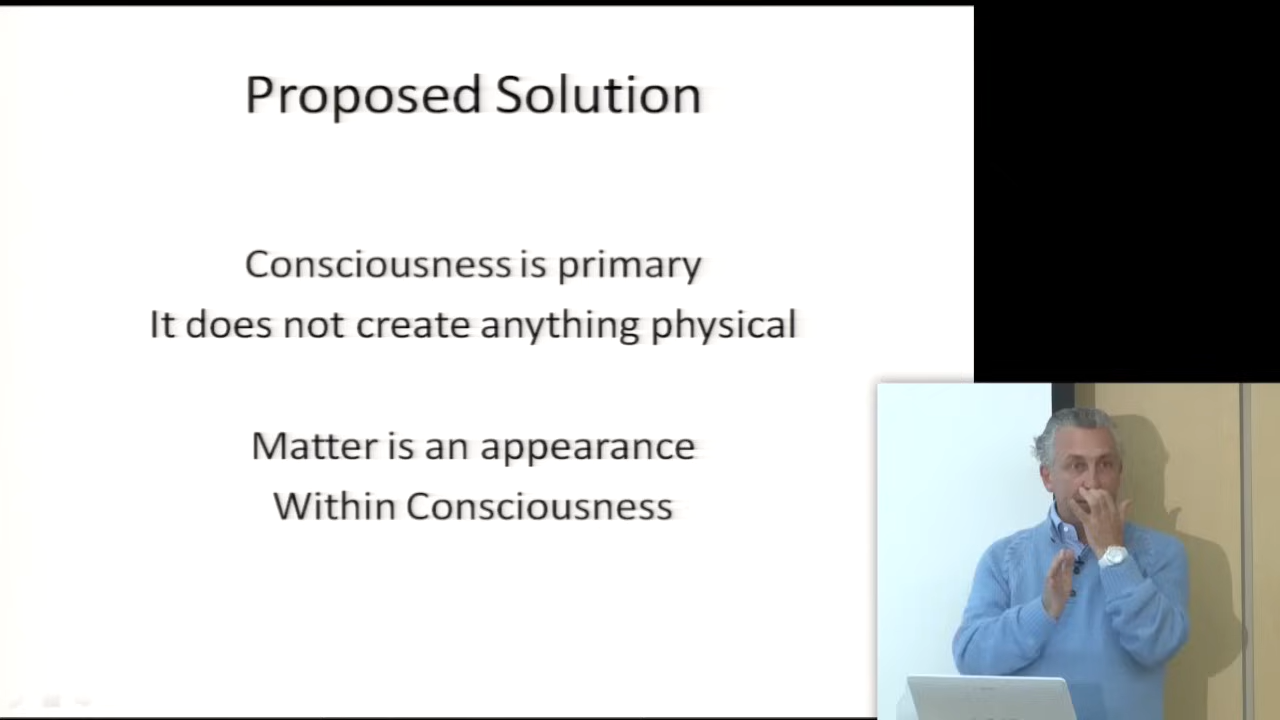 Proposed Solution
Consciousness is primary
It does not create anything physical
Matter is an appearance
Within Consciousness